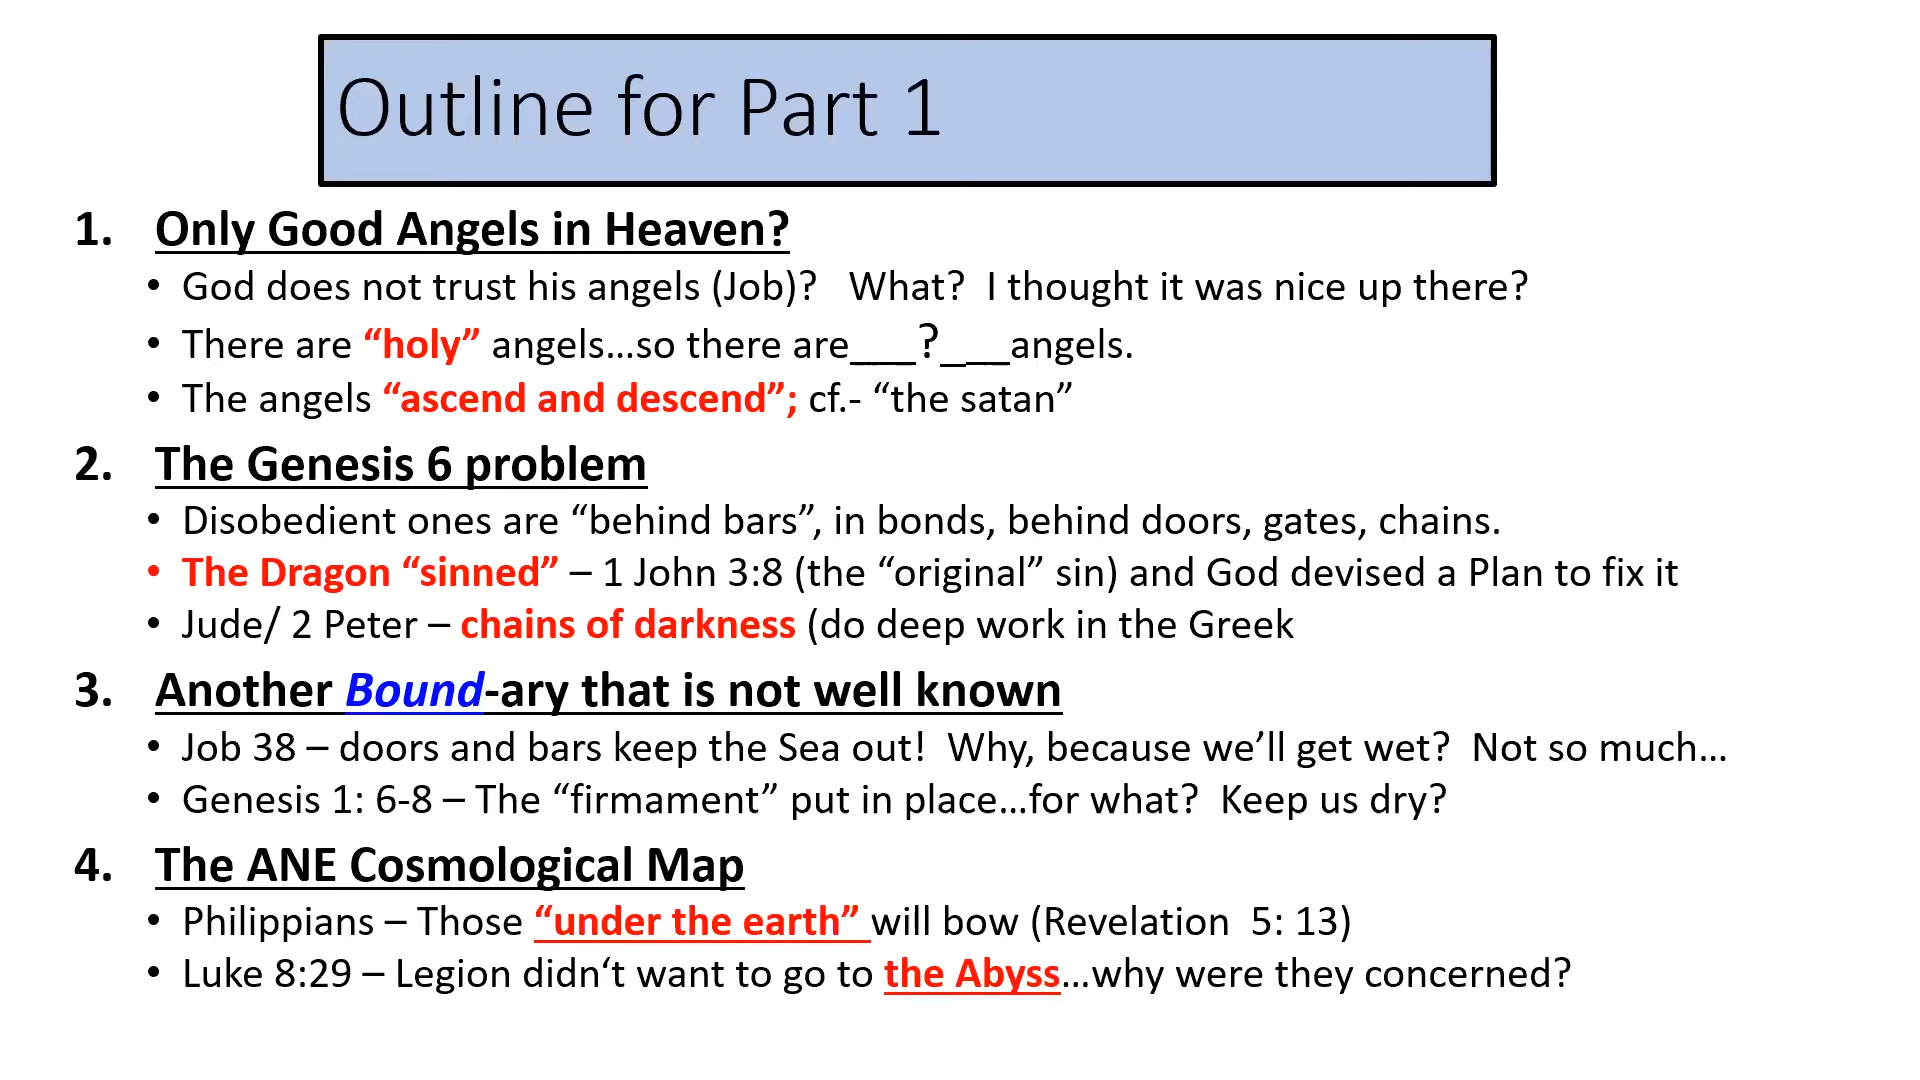 Outline for Part 1
1. Only Good Angels in Heaven?
• God does not trust his angels (Job)? What? I thought it was nice up there?
• There are “holy” angels…so there are___?_ __angels.
• The angels “ascend and descend”; cf.- “the satan”
2. The Genesis 6 problem
• Disobedient ones are “behind bars”, in bonds, behind doors, gates, chains.
• The Dragon “sinned” – 1 John 3:8 (the “original” sin) and God devised a Plan to fix it
• Jude/ 2 Peter – chains of darkness (do deep work in the Greek
3. Another Bound-ary that is not well known
• Job 38 – doors and bars keep the Sea out! Why, because we’ll get wet? Not so much…
• Genesis 1: 6-8 – The “firmament” put in place…for what? Keep us dry?
4. The ANE Cosmological Map
• Philippians – Those “under the earth” will bow (Revelation 5: 13)
• Luke 8:29 – Legion didn‘t want to go to the Abyss…why were they concerned?